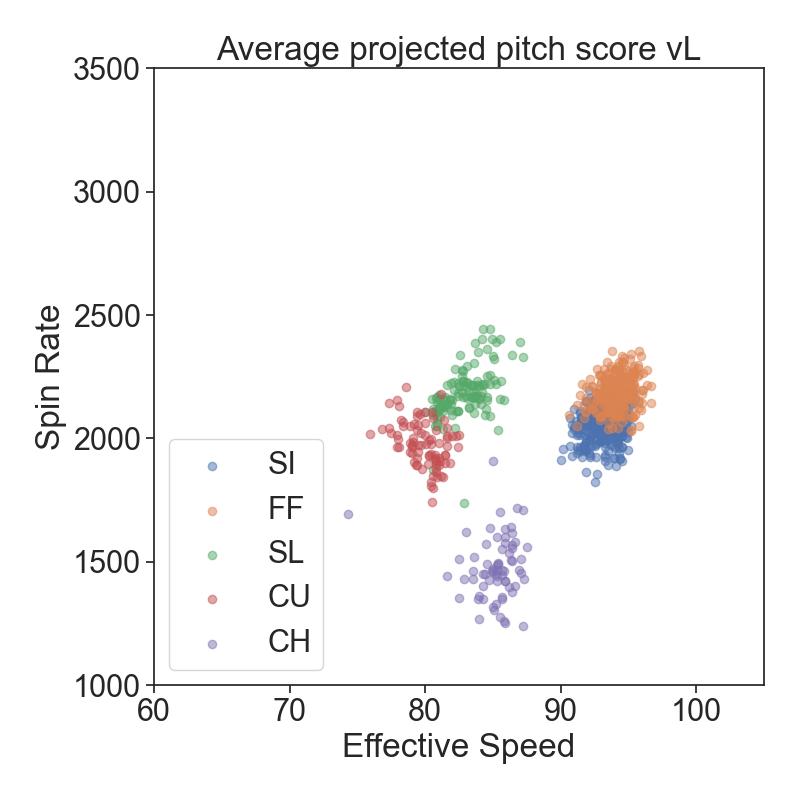 Average projected pitch score vL
3500
3000
2500
2000
1500
1000
Spin Rate
SI
FF
SL
CU
CH
60 70 80 90 100
Effective Speed